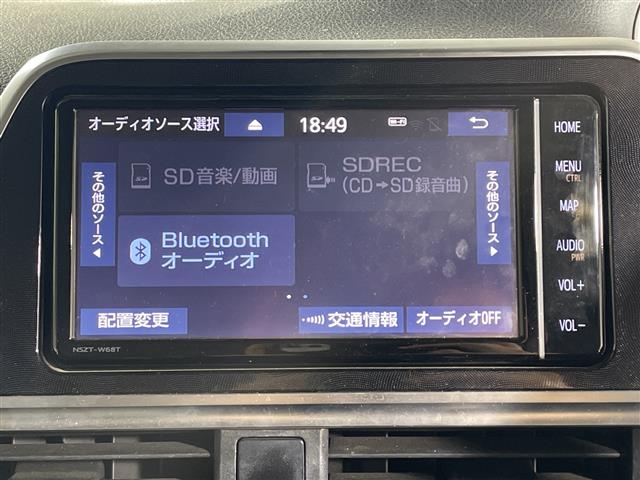 オーディオソース選択
18:49
Wi-Fi
その他のソース
SD音楽/動画
SDREC
(CD→SD録音曲)
その他のソース
Bluetooth
オーディオ
配置変更
交通情報
オーディオOFF
NSZT-W68T
HOME
MENU
CTRL
MAP
AUDIO
PWR
VOL+
VOL−